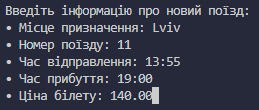 Введіть інформацію про новий поїзд:
• Місце призначення: Lviv
• Номер поїзду: 11
• Час відправлення: 13:55
• Час прибуття: 19:00
• Ціна білету: 140.00